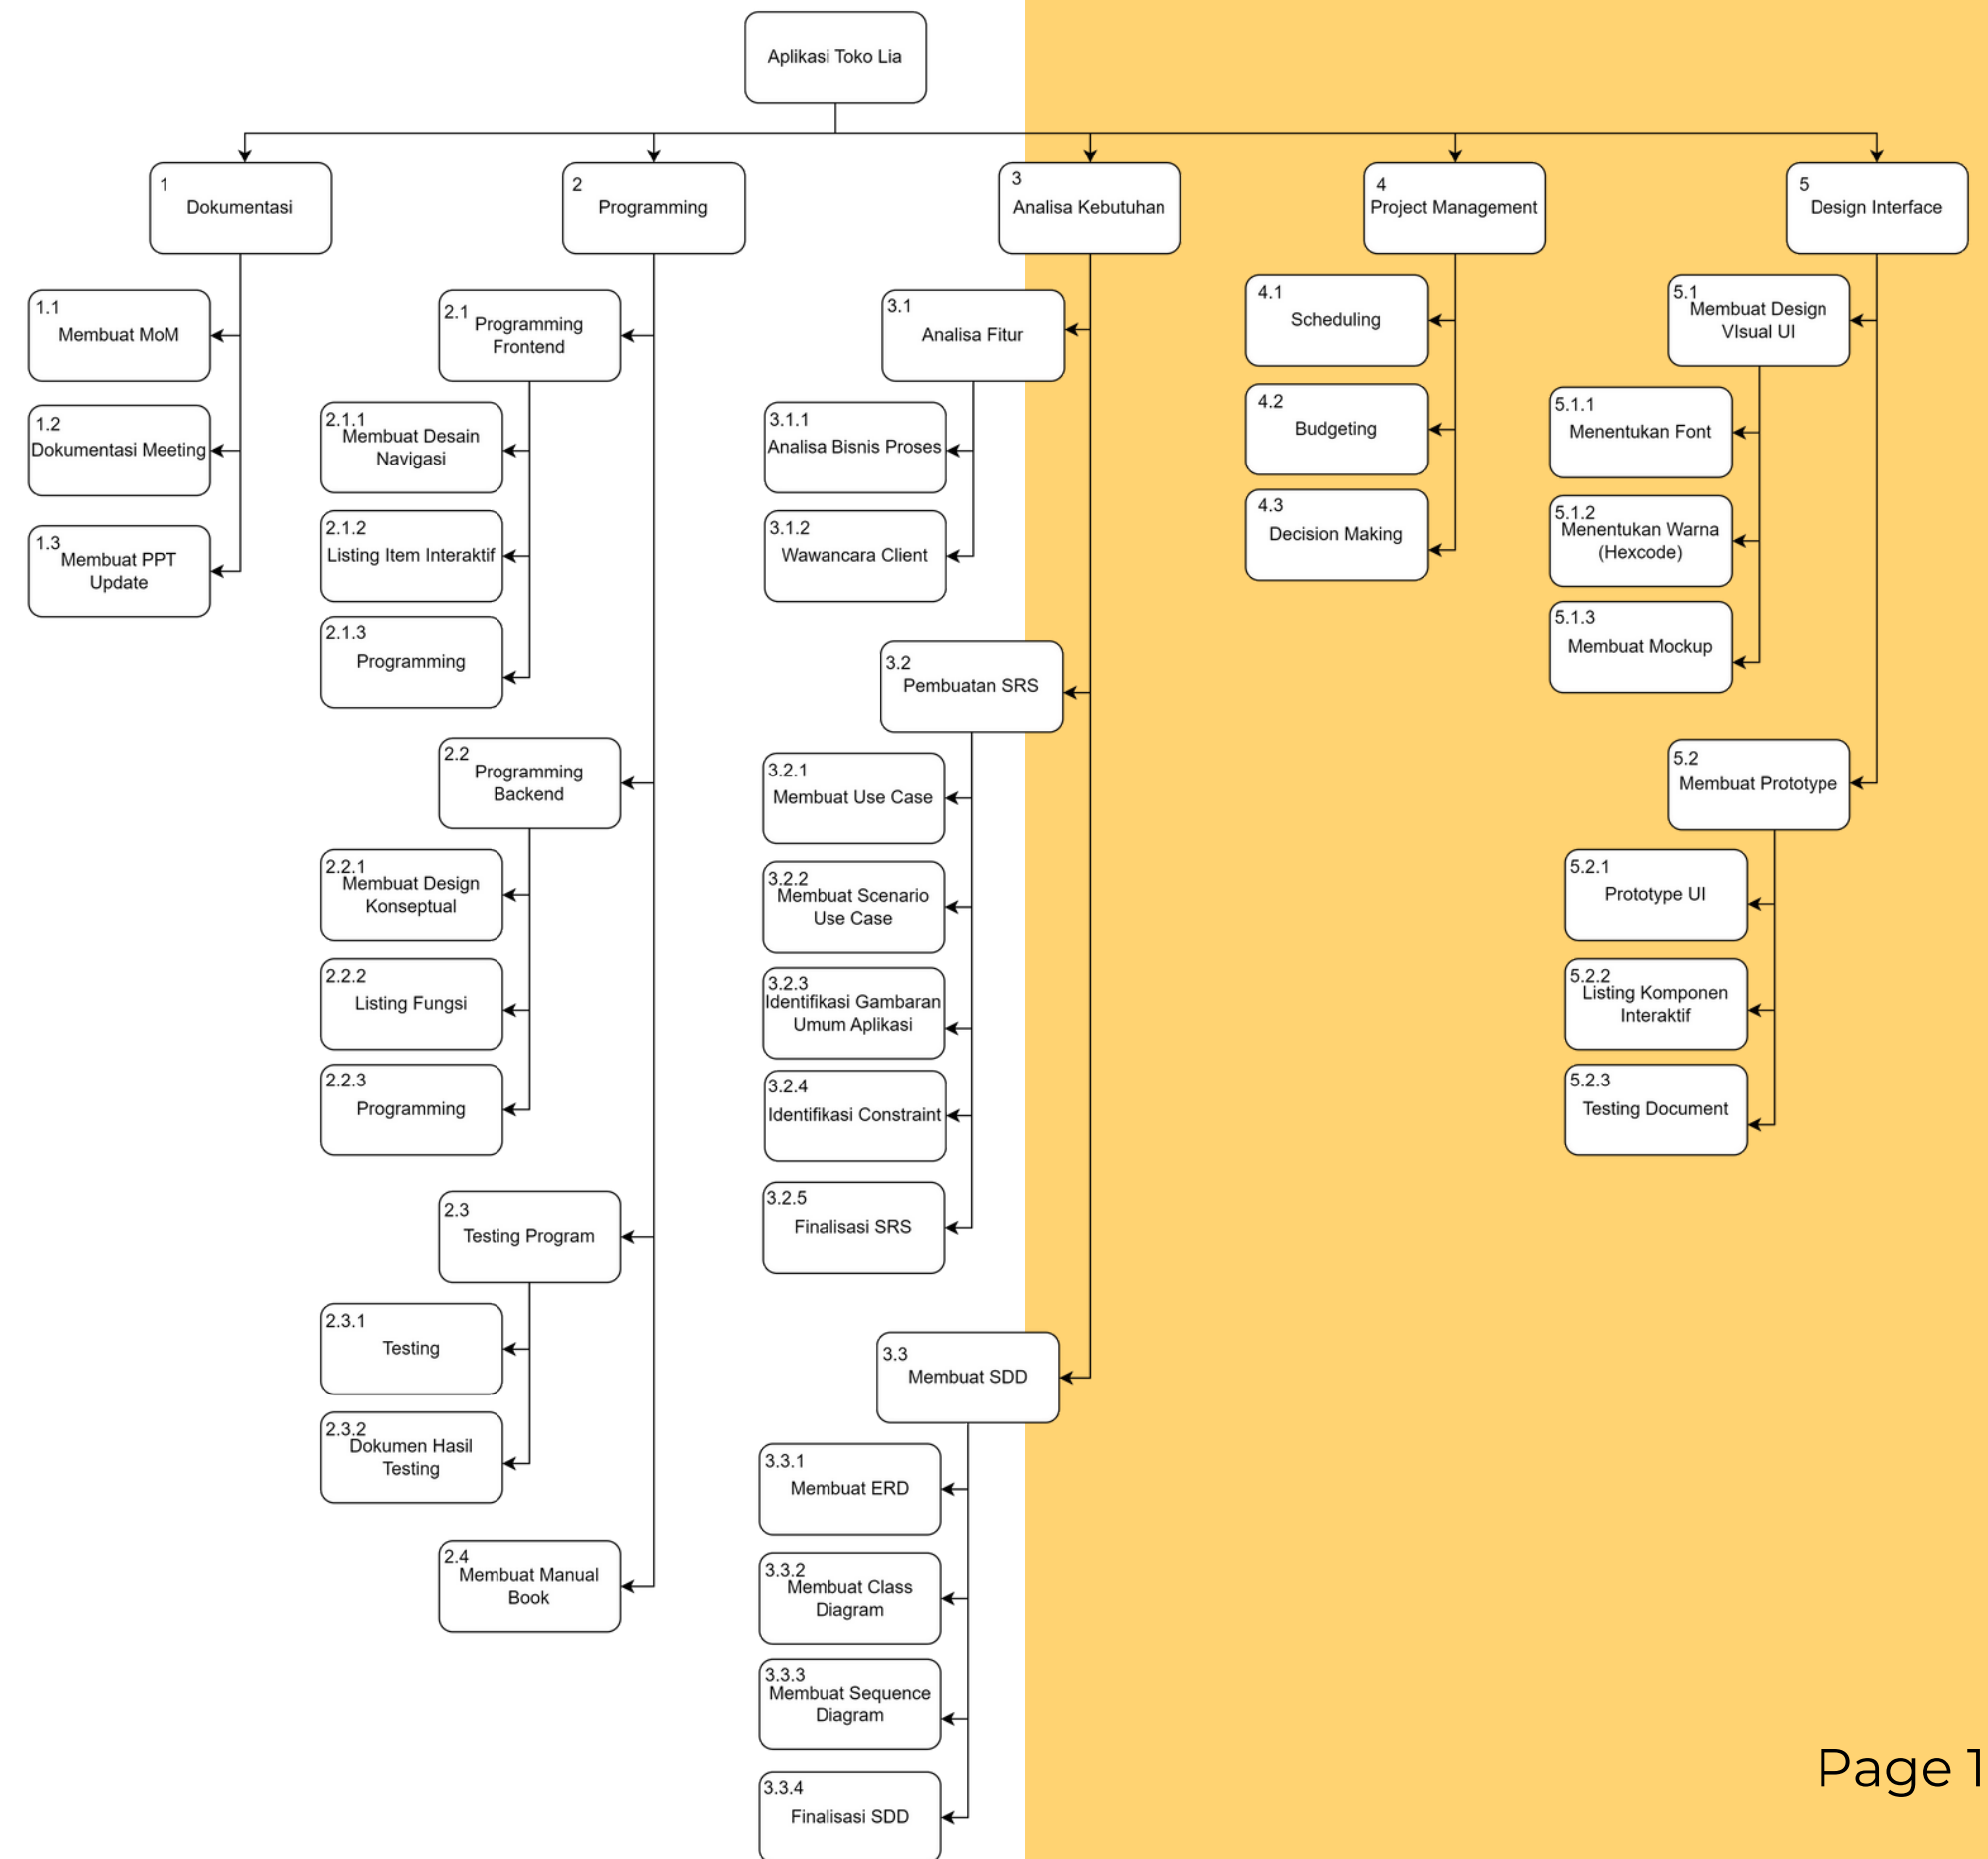 Aplikasi Toko Lia
1
Dokumentasi
1.1
Membuat MoM
1.2
Dokumentasi Meeting
1.3
Membuat PPT
Update
2
Programming
2.1
Programming
Frontend
2.1.1
Membuat Desain
Navigasi
2.1.2
Listing Item Interaktif
2.1.3
Programming
2.2
Programming
Backend
2.2.1
Membuat Design
Konseptual
2.2.2
Listing Fungsi
2.2.3
Programming
2.3
Testing Program
2.3.1
Testing
2.3.2
Dokumen Hasil
Testing
2.4
Membuat Manual
Book
3
Analisa Kebutuhan
3.1
Analisa Fitur
3.1.1
Analisa Bisnis Proses
3.1.2
Wawancara Client
3.2
Pembuatan SRS
3.2.1
Membuat Use Case
3.2.2
Membuat Scenario
Use Case
3.2.3
Identifikasi Gambaran
Umum Aplikasi
3.2.4
Identifikasi Constraint
3.2.5
Finalisasi SRS
3.3
Membuat SDD
3.3.1
Membuat ERD
3.3.2
Membuat Class
Diagram
3.3.3
Membuat Sequence
Diagram
3.3.4
Finalisasi SDD
4
Project Management
4.1
Scheduling
4.2
Budgeting
4.3
Decision Making
5
Design Interface
5.1
Membuat Design
VIsual UI
5.1.1
Menentukan Font
5.1.2
Menentukan Warna
(Hexcode)
5.1.3
Membuat Mockup
5.2
Membuat Prototype
5.2.1
Prototype UI
5.2.2
Listing Komponen
Interaktif
5.2.3
Testing Document
Page 1